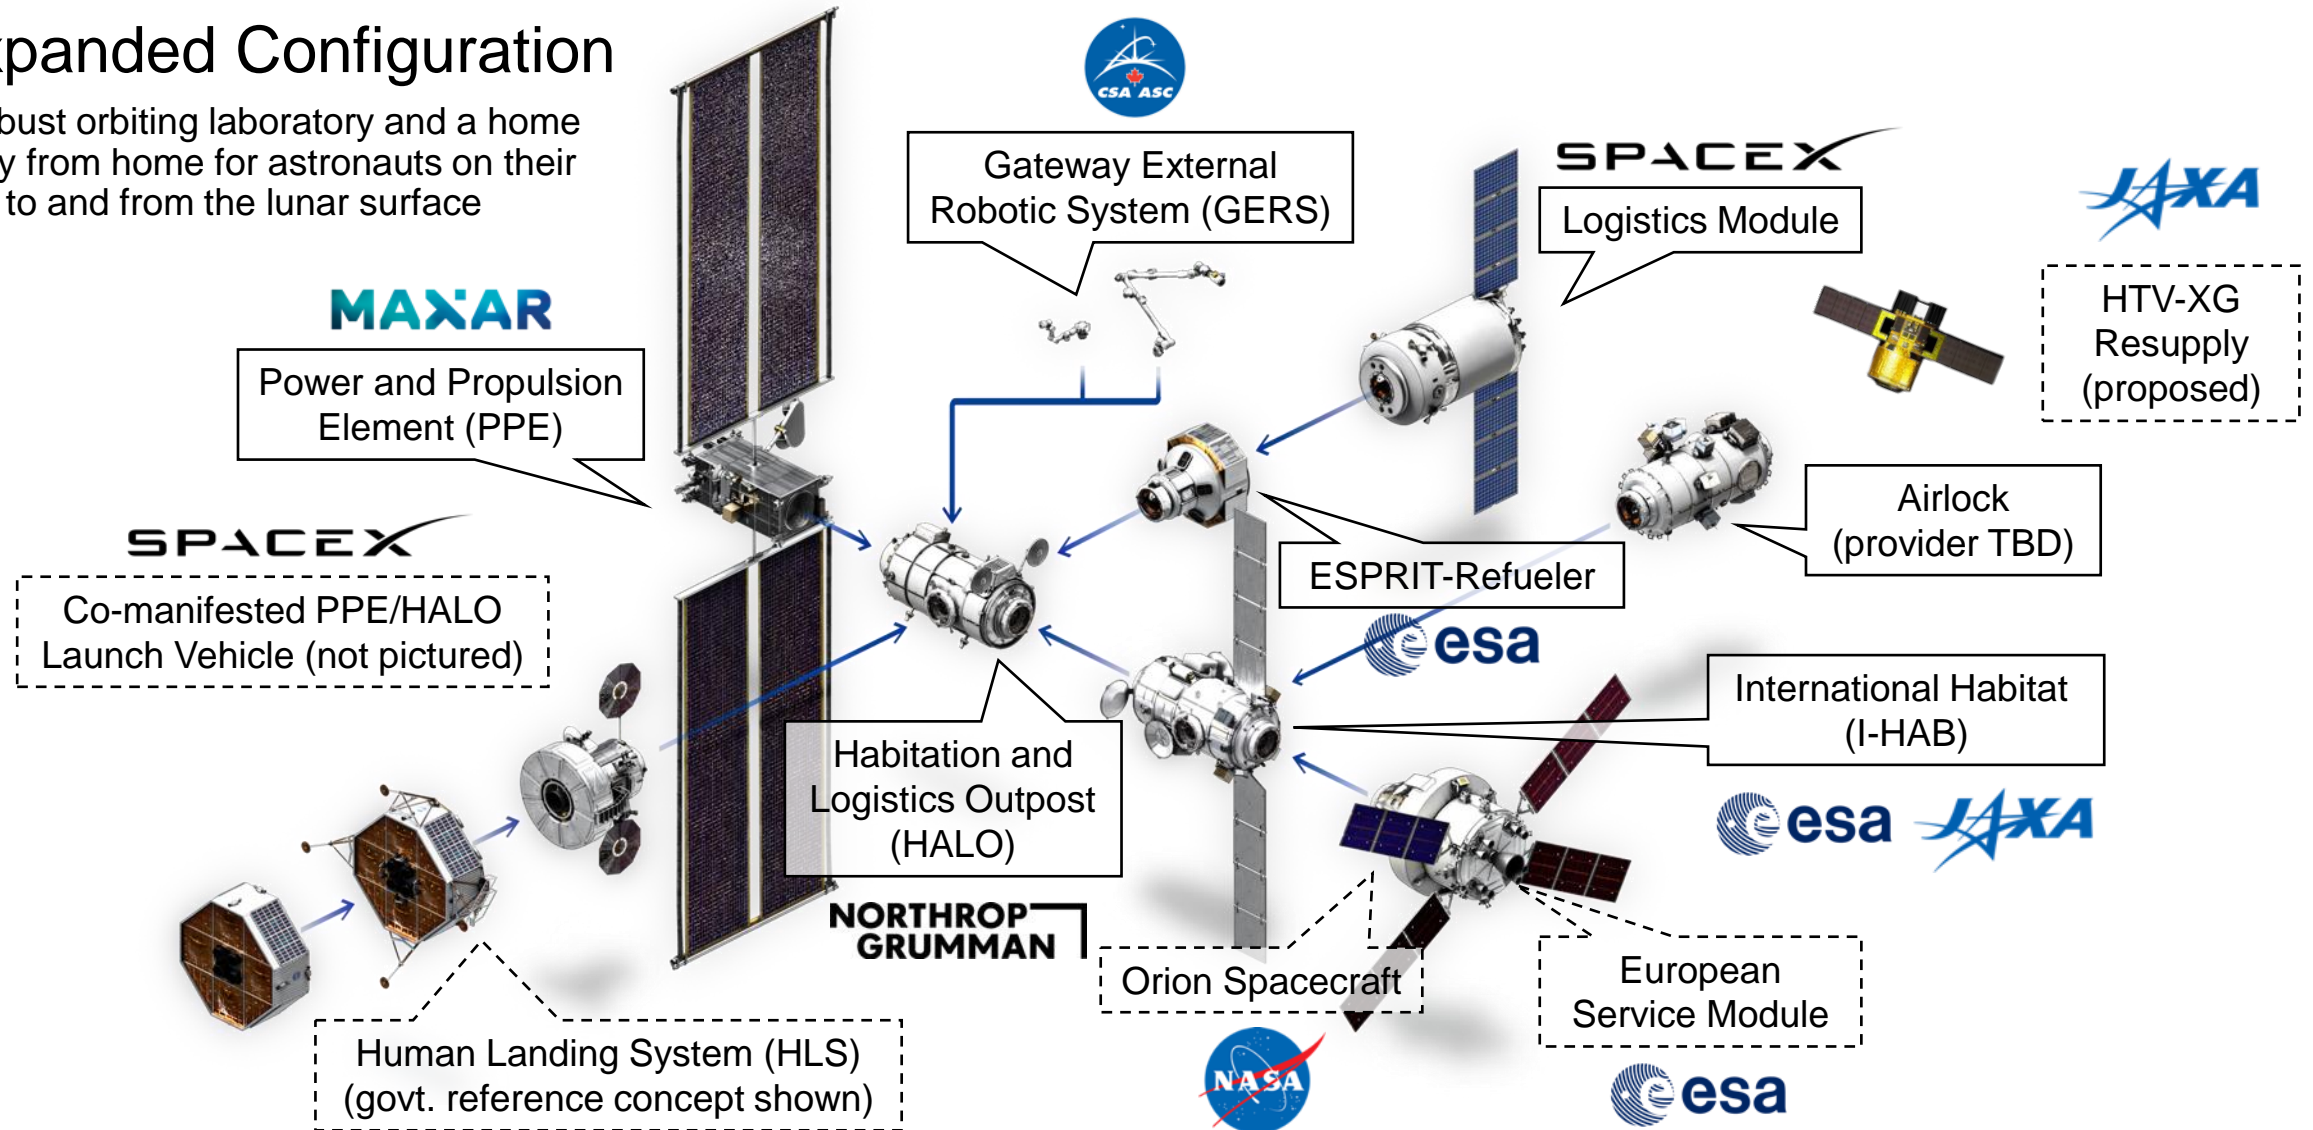 xpanded Configuration
bust orbiting laboratory and a home
y from home for astronauts on their
to and from the lunar surface
CSA ASC
Gateway External
Robotic System (GERS)
SPACEX
Logistics Module
JAXA
HTV-XG
Resupply
(proposed)
MAXAR
Power and Propulsion
Element (PPE)
Airlock
(provider TBD)
SPACEX
Co-manifested PPE/HALO
Launch Vehicle (not pictured)
ESPRIT-Refueler
esa
International Habitat
(I-HAB)
esa JAXA
Habitation and
Logistics Outpost
(HALO)
NORTHROP
GRUMMAN
Orion Spacecraft
NASA
European
Service Module
esa
Human Landing System (HLS)
(govt. reference concept shown)